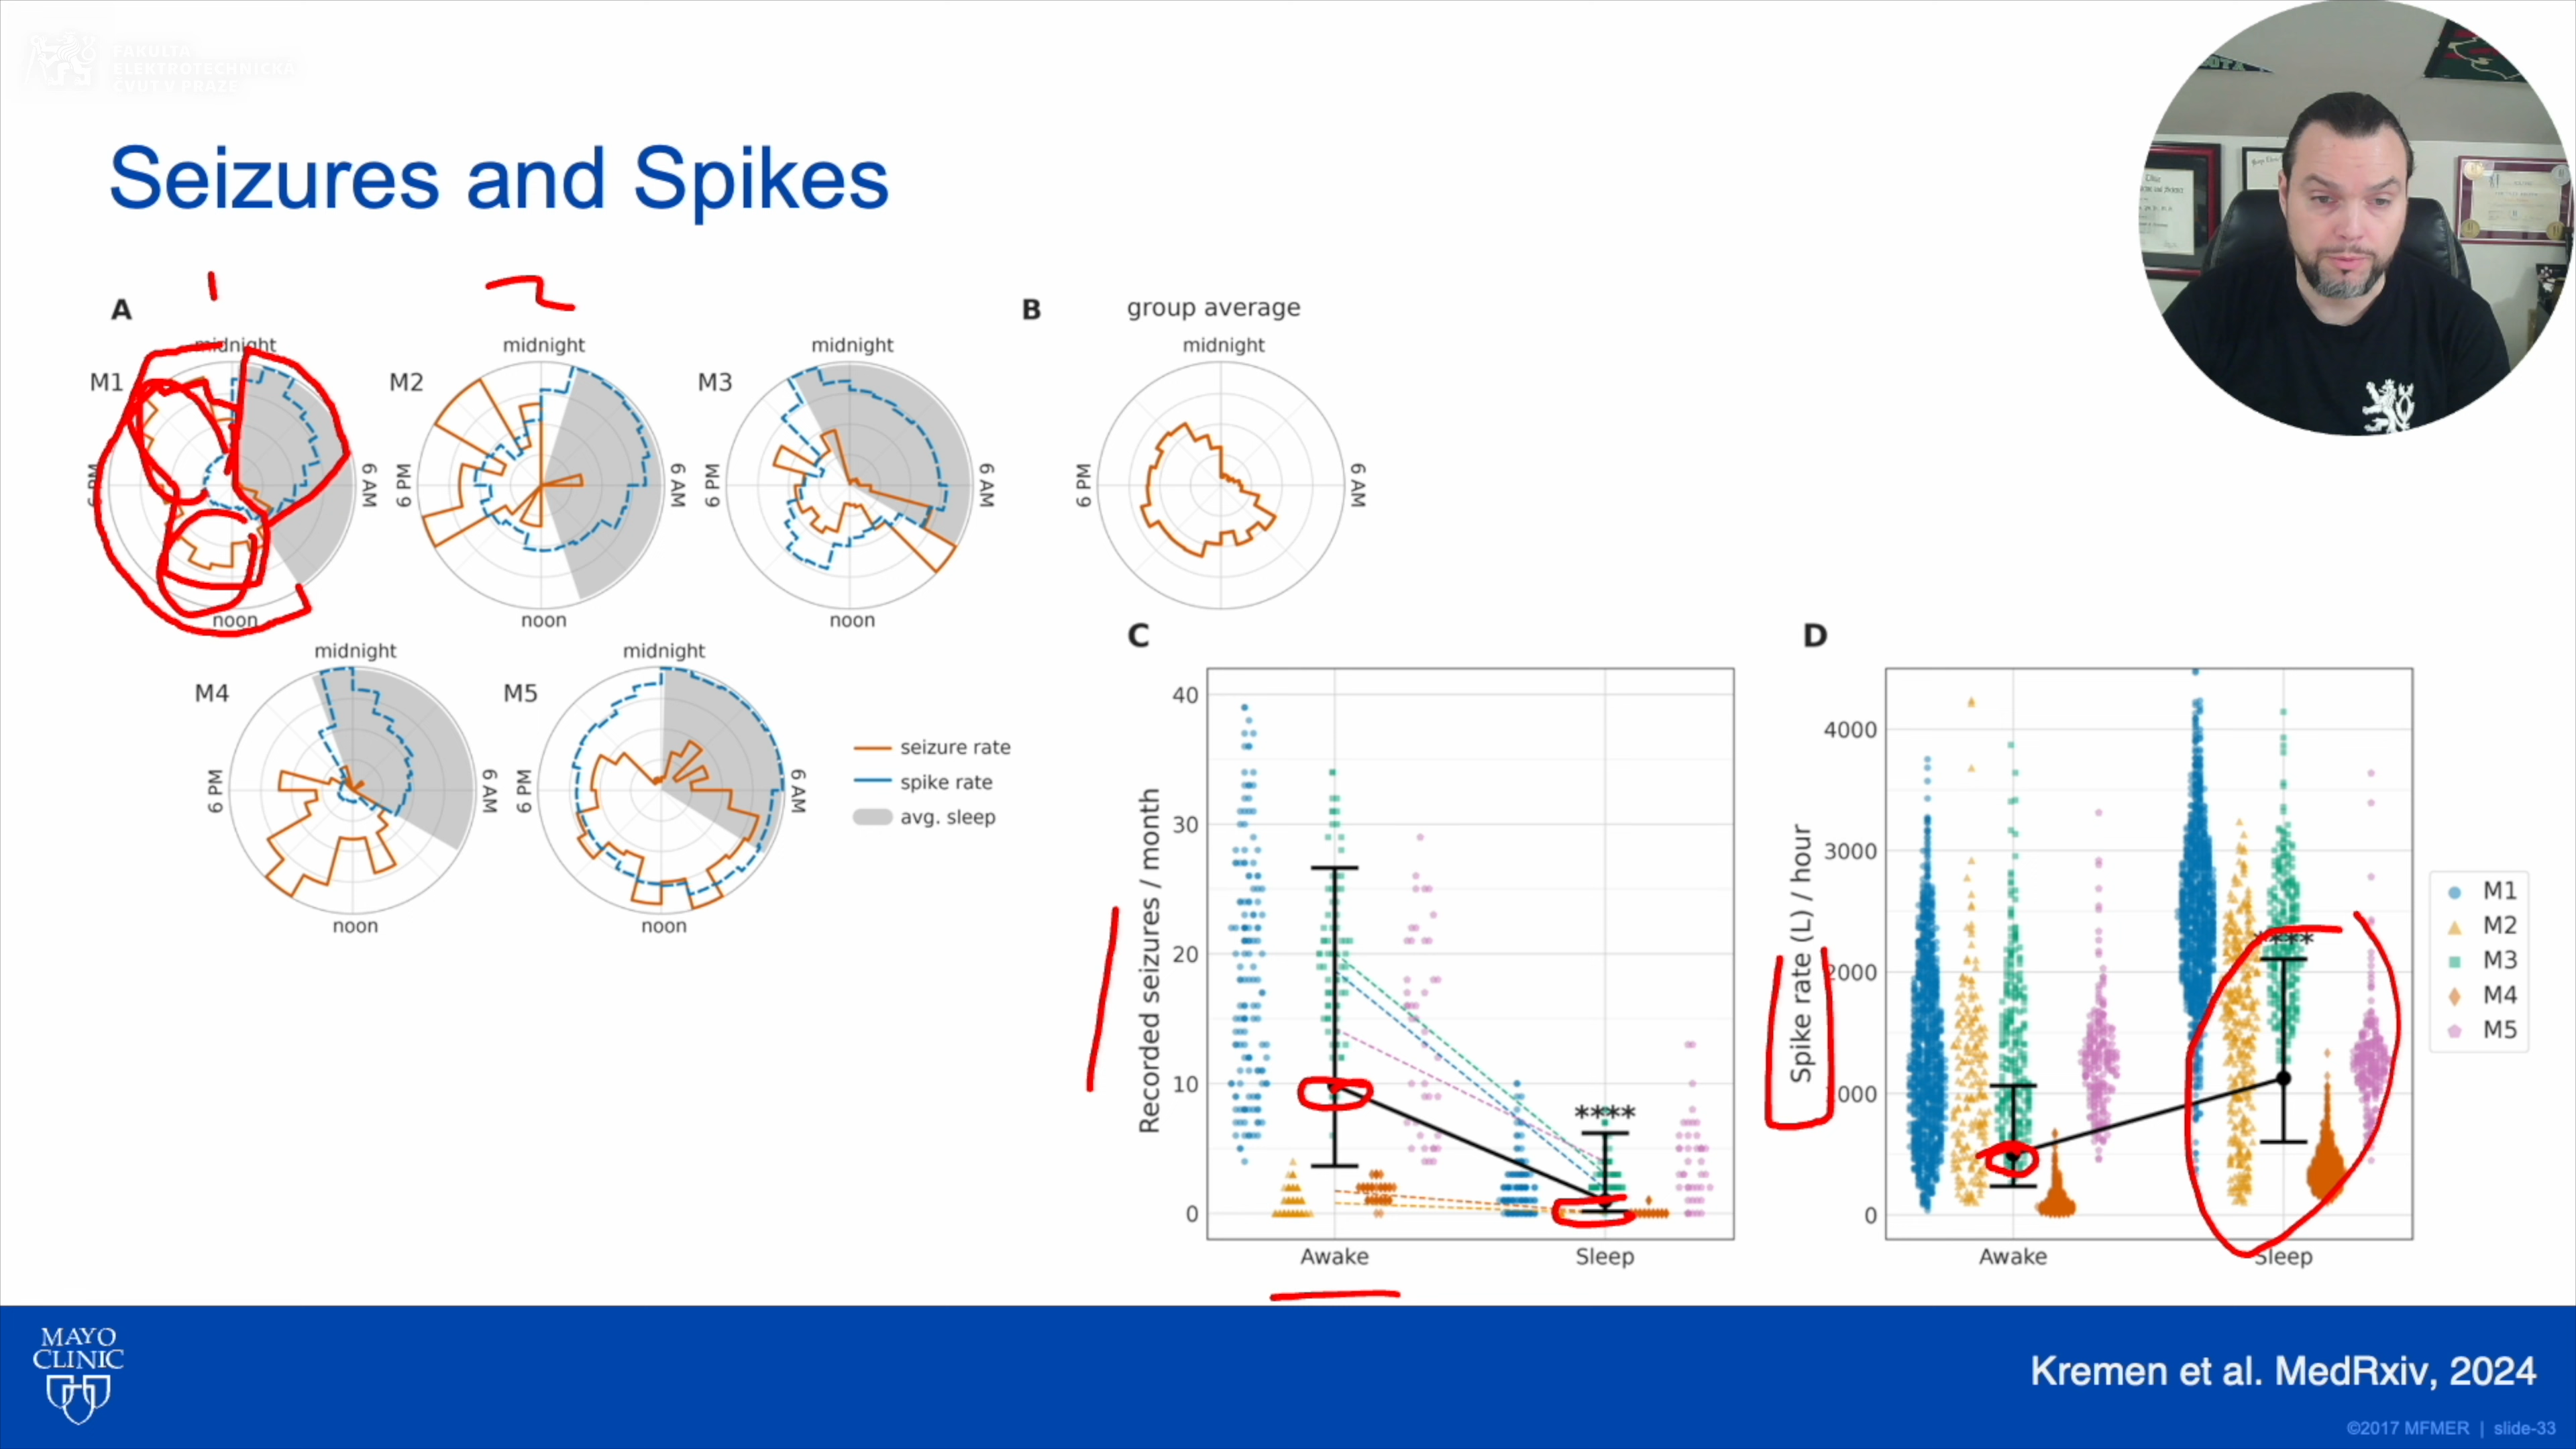 FAKULTA
ELEKTROTECHNICKÁ
ČVUT V PRAZE
Seizures and Spikes
1
2
A
B
group average
midnight
midnight
midnight
midnight
M1
M2
M3
6 PM
6 AM
6 PM
6 AM
6 PM
6 AM
6 PM
6 AM
noon
noon
noon
midnight
midnight
M4
M5
6 PM
6 AM
6 PM
6 AM
noon
noon
seizure rate
spike rate
avg. sleep
C
Recorded seizures / month
40
30
20
10
0
****
Awake
Sleep
D
Spike rate (L) / hour
4000
3000
2000
1000
0
****
Awake
Sleep
M1
M2
M3
M4
M5
MAYO
CLINIC
Kremen et al. MedRxiv, 2024
©2017 MFMER | slide-33